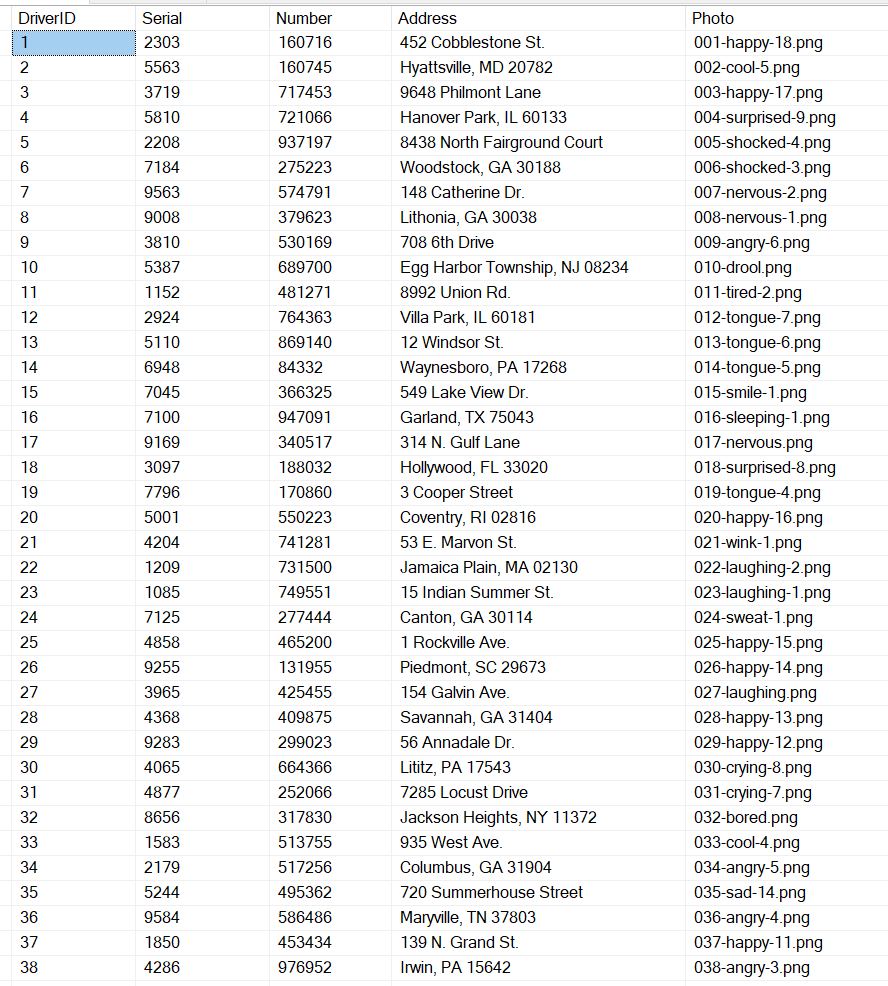 DriverID Serial Number Address Photo
1 2303 160716 452 Cobblestone St. 001-happy-18.png
2 5563 160745 Hyattsville, MD 20782 002-cool-5.png
3 3719 717453 9648 Philmont Lane 003-happy-17.png
4 5810 721066 Hanover Park, IL 60133 004-surprised-9.png
5 2208 937197 8438 North Fairground Court 005-shocked-4.png
6 7184 275223 Woodstock, GA 30188 006-shocked-3.png
7 9563 574791 148 Catherine Dr. 007-nervous-2.png
8 9008 379623 Lithonia, GA 30038 008-nervous-1.png
9 3810 530169 708 6th Drive 009-angry-6.png
10 5387 689700 Egg Harbor Township, NJ 08234 010-drool.png
11 1152 481271 8992 Union Rd. 011-tired-2.png
12 2924 764363 Villa Park, IL 60181 012-tongue-7.png
13 5110 869140 12 Windsor St. 013-tongue-6.png
14 6948 84332 Waynesboro, PA 17268 014-tongue-5.png
15 7045 366325 549 Lake View Dr. 015-smile-1.png
16 7100 947091 Garland, TX 75043 016-sleeping-1.png
17 9169 340517 314 N. Gulf Lane 017-nervous.png
18 3097 188032 Hollywood, FL 33020 018-surprised-8.png
19 7796 170860 3 Cooper Street 019-tongue-4.png
20 5001 550223 Coventry, RI 02816 020-happy-16.png
21 4204 741281 53 E. Marvon St. 021-wink-1.png
22 1209 731500 Jamaica Plain, MA 02130 022-laughing-2.png
23 1085 749551 15 Indian Summer St. 023-laughing-1.png
24 7125 277444 Canton, GA 30114 024-sweat-1.png
25 4858 465200 1 Rockville Ave. 025-happy-15.png
26 9255 131955 Piedmont, SC 29673 026-happy-14.png
27 3965 425455 154 Galvin Ave. 027-laughing.png
28 4368 409875 Savannah, GA 31404 028-happy-13.png
29 9283 299023 56 Annadale Dr. 029-happy-12.png
30 4065 664366 Lititz, PA 17543 030-crying-8.png
31 4877 252066 7285 Locust Drive 031-crying-7.png
32 8656 317830 Jackson Heights, NY 11372 032-bored.png
33 1583 513755 935 West Ave. 033-cool-4.png
34 2179 517256 Columbus, GA 31904 034-angry-5.png
35 5244 495362 720 Summerhouse Street 035-sad-14.png
36 9584 586486 Maryville, TN 37803 036-angry-4.png
37 1850 453434 139 N. Grand St. 037-happy-11.png
38 4286 976952 Irwin, PA 15642 038-angry-3.png